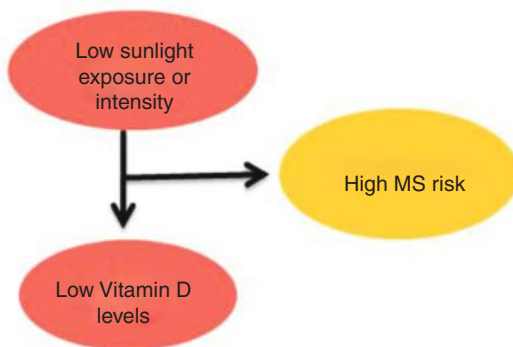 Low sunlight
exposure or
intensity
High MS risk
Low Vitamin D
levels